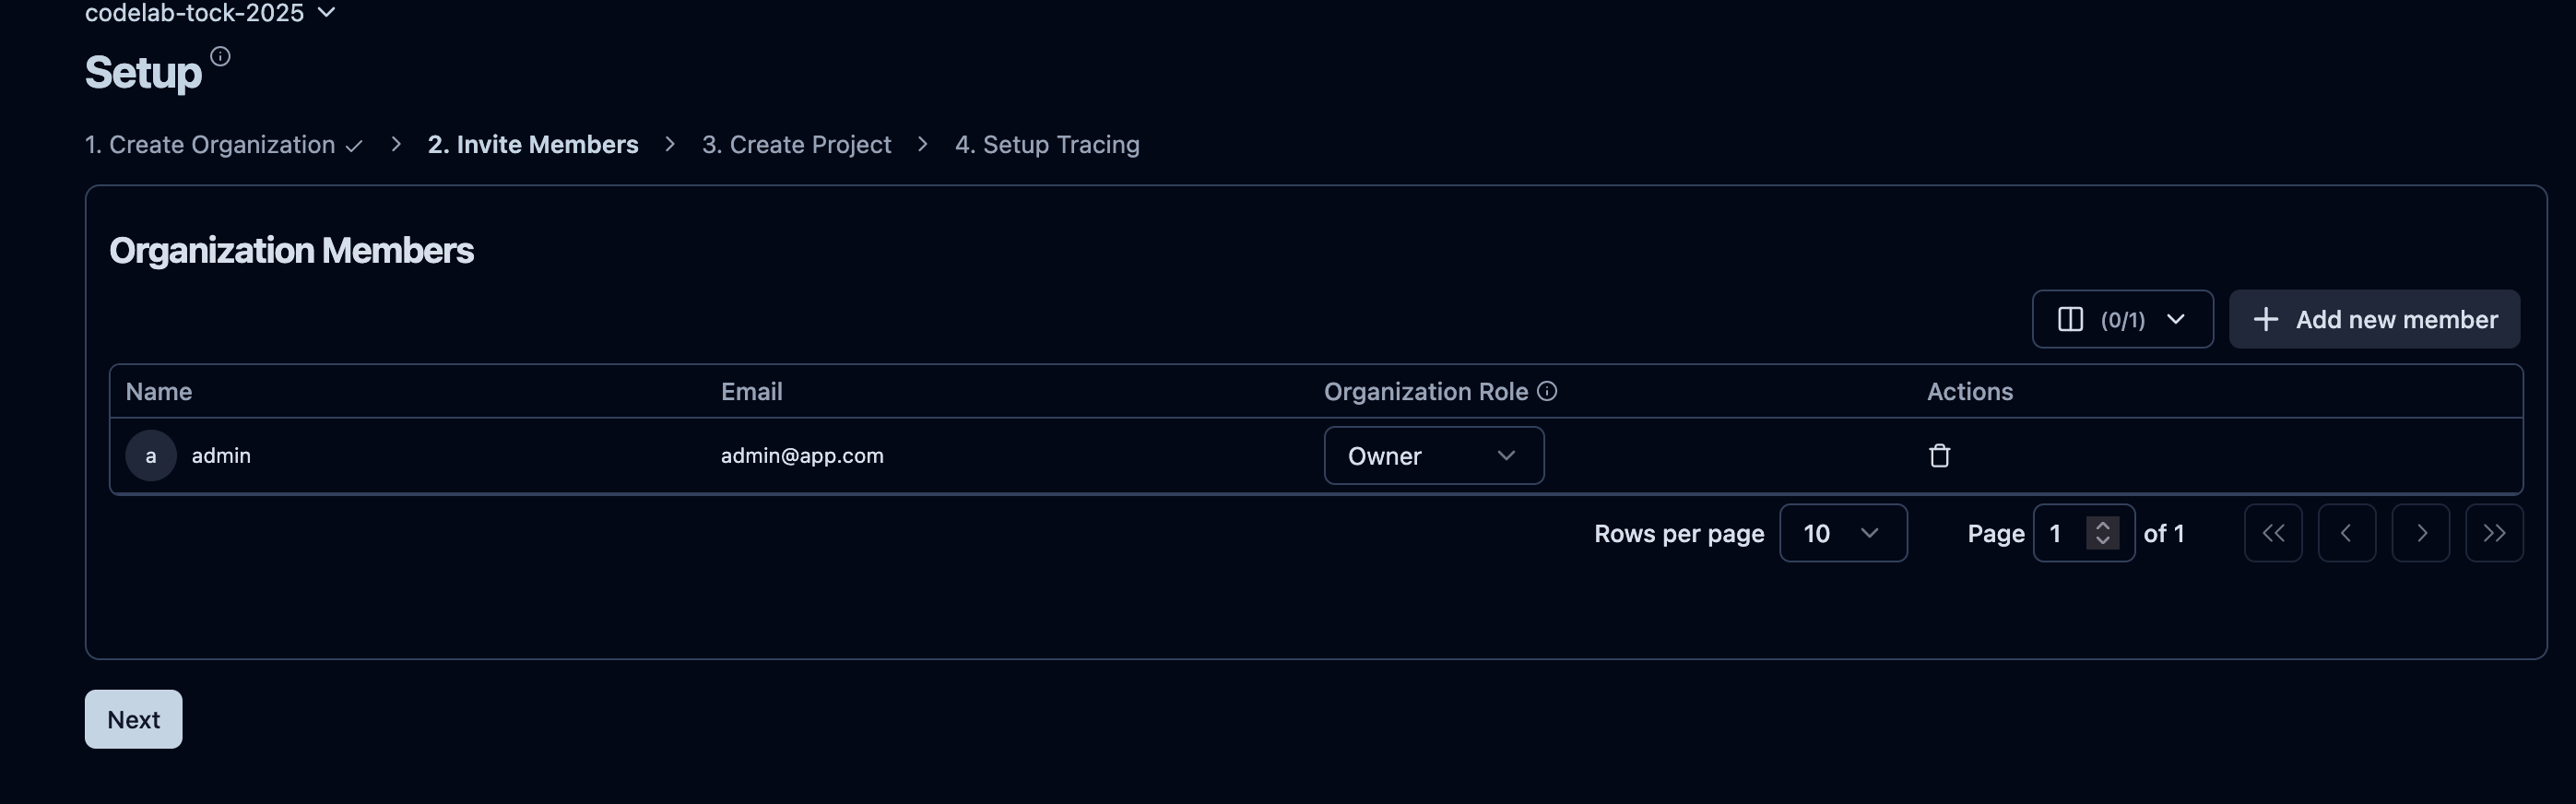 codelab-tock-2025
Setup
1. Create Organization 2. Invite Members 3. Create Project 4. Setup Tracing
Organization Members
(0/1) Add new member
Name Email Organization Role Actions
a admin admin@app.com Owner
Rows per page 10 Page 1 of 1
Next